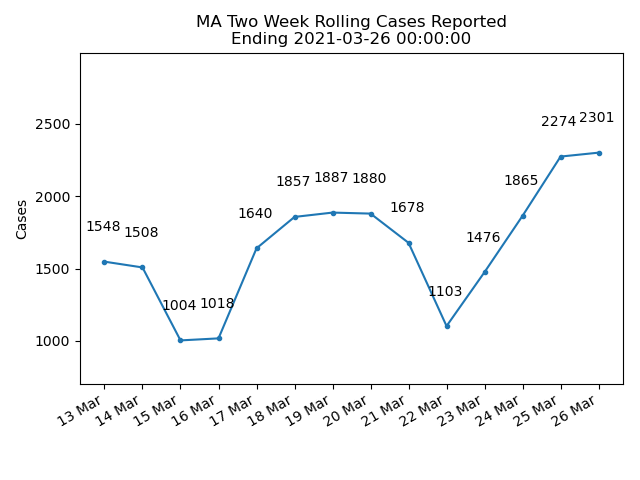 MA Two Week Rolling Cases Reported
Ending 2021-03-26 00:00:00
Cases
2500
2000
1500
1000
1548
1508
1004
1018
1640
1857
1887
1880
1678
1103
1476
1865
2274
2301
13 Mar
14 Mar
15 Mar
16 Mar
17 Mar
18 Mar
19 Mar
20 Mar
21 Mar
22 Mar
23 Mar
24 Mar
25 Mar
26 Mar